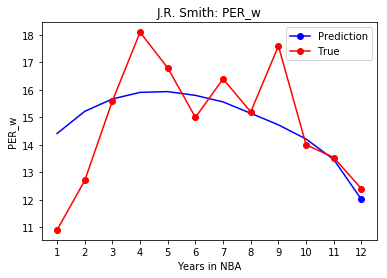 J.R. Smith: PER_w
Prediction
True
18
17
16
15
14
13
12
11
PER_w
1 2 3 4 5 6 7 8 9 10 11 12
Years in NBA